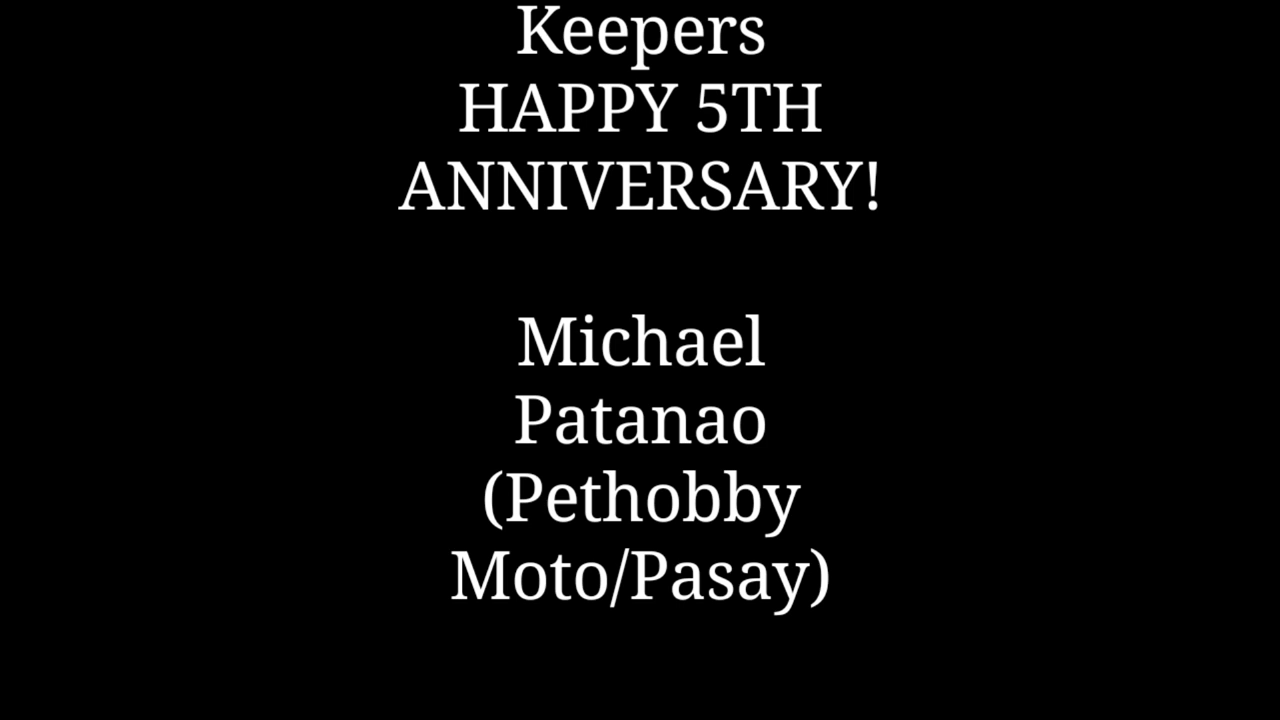 Keepers
HAPPY 5TH
ANNIVERSARY!
Michael
Patanao
(Pethobby
Moto/Pasay)